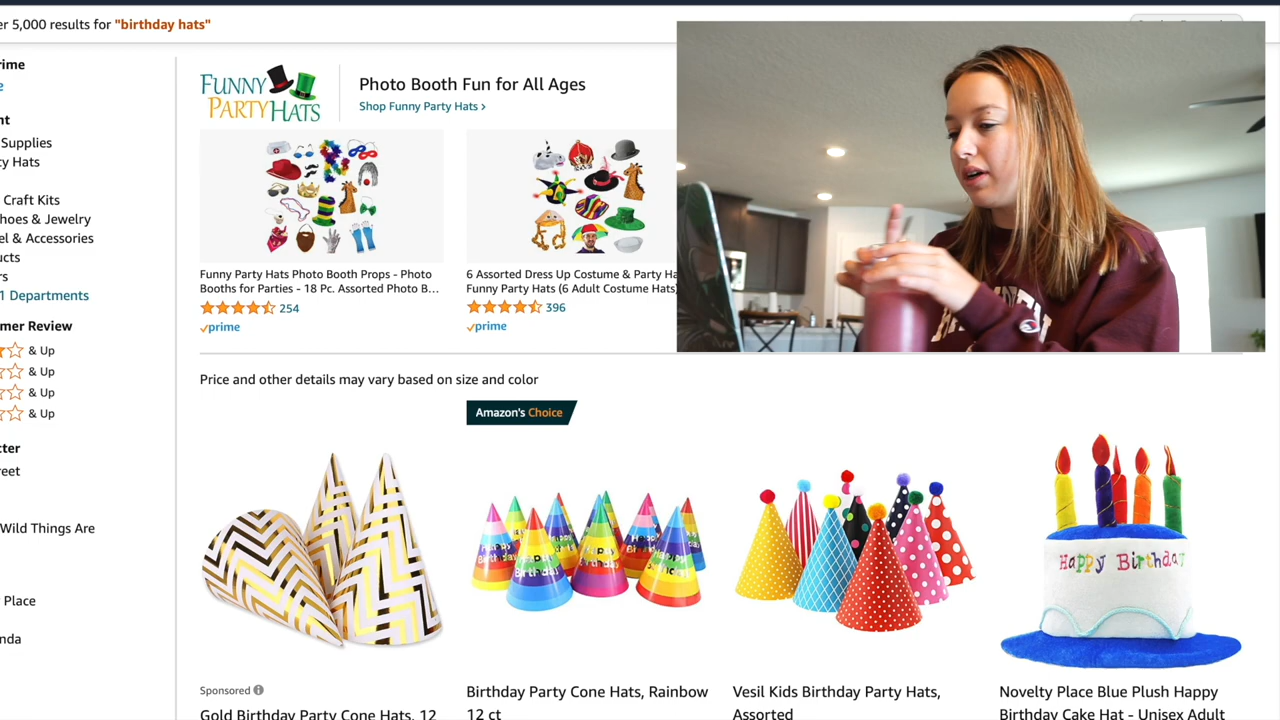 er 5,000 results for "birthday hats"
rime
e
nt
Supplies
ty Hats
Craft Kits
hoes & Jewelry
el & Accessories
ucts
rs
1 Departments
mer Review
& Up
& Up
& Up
& Up
tter
reet
Wild Things Are
Place
nda
FUNNY
PARTY HATS
Photo Booth Fun for All Ages
Shop Funny Party Hats ›
Funny Party Hats Photo Booth Props - Photo
Booths for Parties - 18 Pc. Assorted Photo B...
254
prime
6 Assorted Dress Up Costume & Party Ha
Funny Party Hats (6 Adult Costume Hats)
396
prime
Price and other details may vary based on size and color
Amazon's Choice
Happy Birthday
Happy Birthday
Sponsored
Gold Birthday Party Cone Hats, 12
Birthday Party Cone Hats, Rainbow
12 ct
Vesil Kids Birthday Party Hats,
Assorted
Novelty Place Blue Plush Happy
Birthday Cake Hat - Unisex Adult